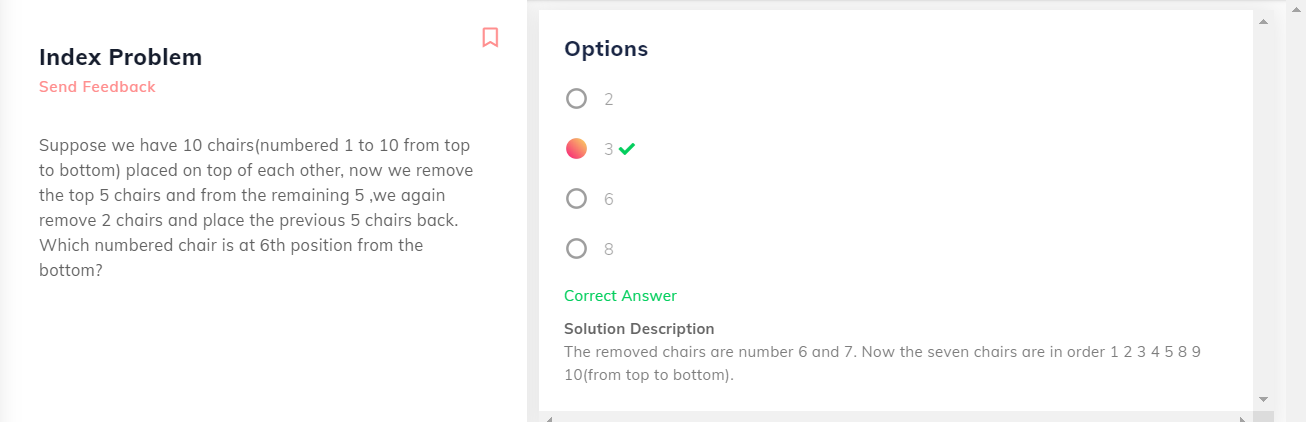 Index Problem
Send Feedback
Suppose we have 10 chairs(numbered 1 to 10 from top
to bottom) placed on top of each other, now we remove
the top 5 chairs and from the remaining 5 ,we again
remove 2 chairs and place the previous 5 chairs back.
Which numbered chair is at 6th position from the
bottom?
Options
2
3
6
8
Correct Answer
Solution Description
The removed chairs are number 6 and 7. Now the seven chairs are in order 1 2 3 4 5 8 9
10(from top to bottom).